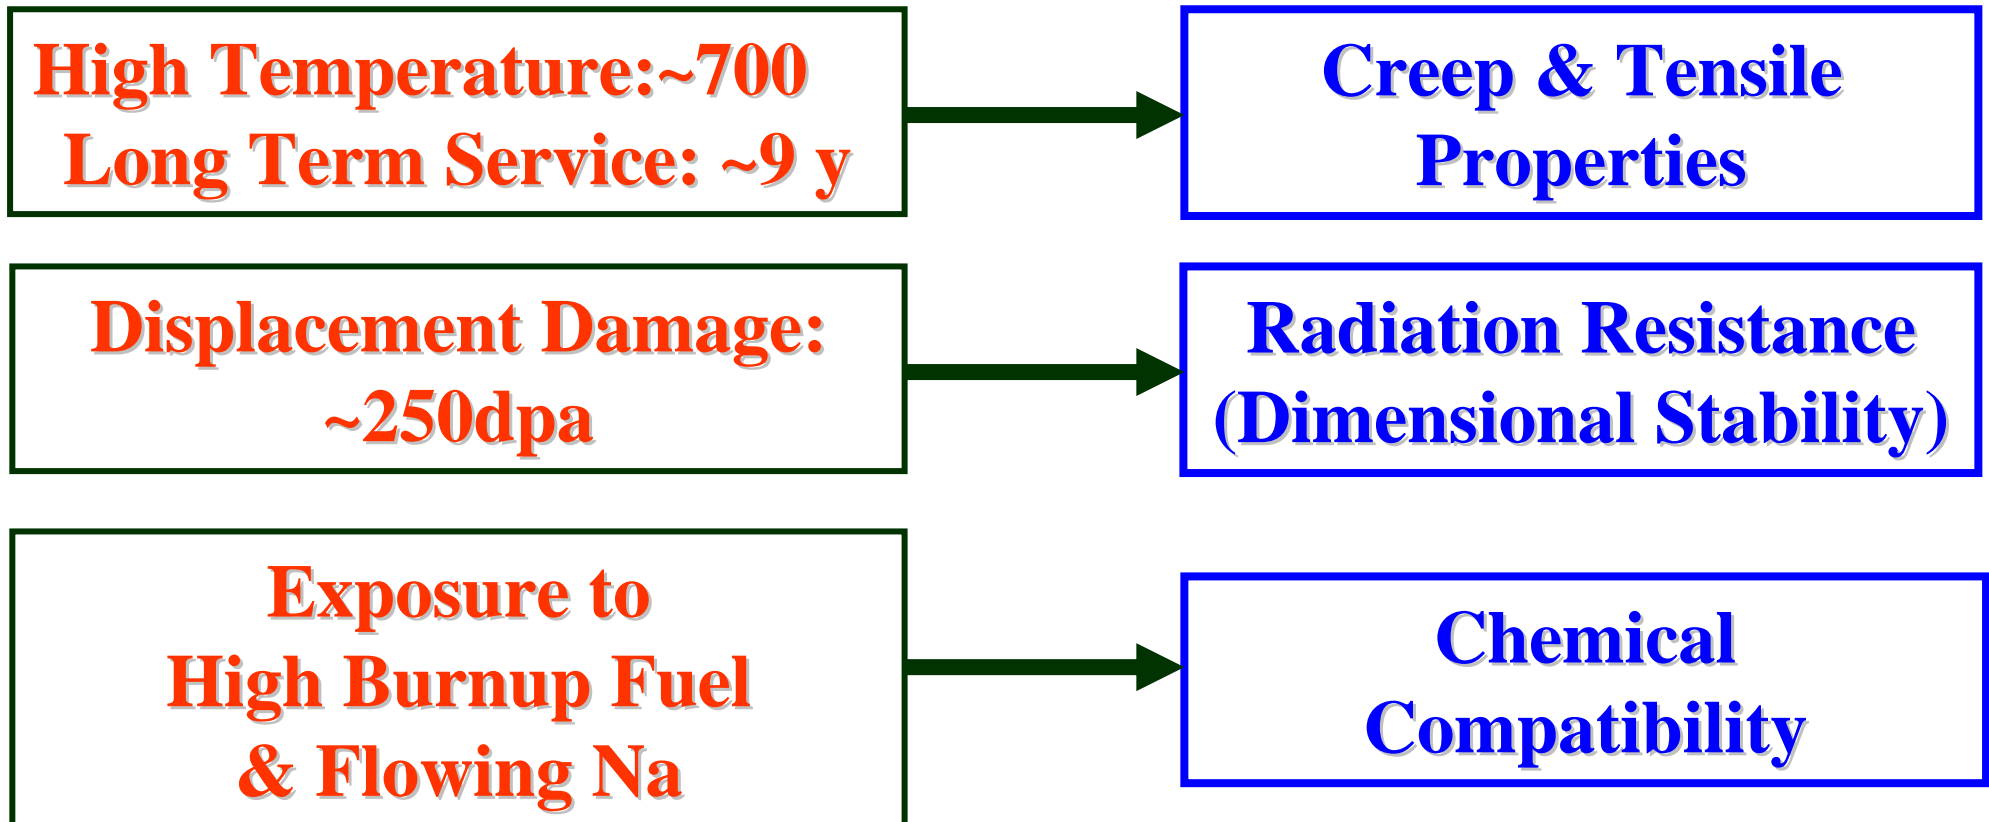 High Temperature:~700
Long Term Service: ~9 y
Creep & Tensile
Properties
Displacement Damage:
~250dpa
Radiation Resistance
(Dimensional Stability)
Exposure to
High Burnup Fuel
& Flowing Na
Chemical
Compatibility